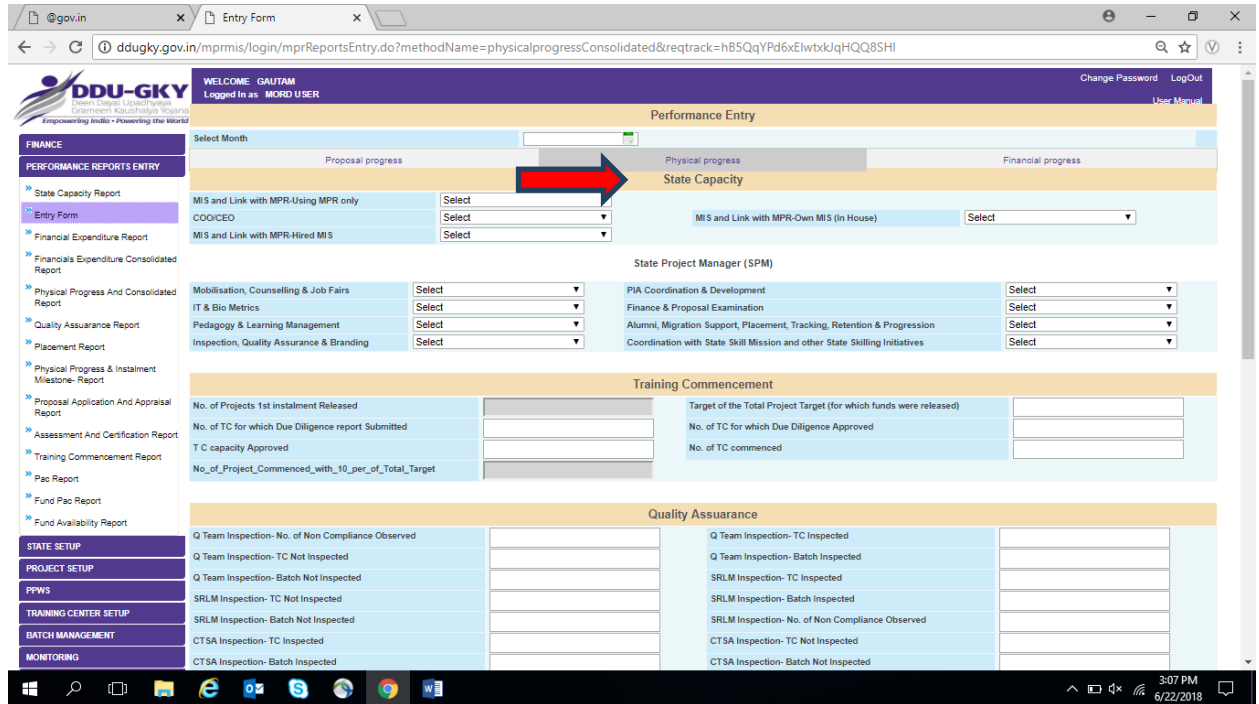 @gov.in
Entry Form
ddugky.gov.in/mprmis/login/mprReportsEntry.do?methodName=physicalprogressConsolidated&reqtrack=hB5QqYPd6xElwtxkJqHQQ8SHI
DDU-GKY
Deen Dayal Upadhyaya
Grameen Kaushalya Yojana
Empowering India • Powering the World
WELCOME GAUTAM
Logged In as MORD USER
Change Password LogOut
User Manual
Performance Entry
Select Month
Proposal progress Physical progress Financial progress
State Capacity
MIS and Link with MPR-Using MPR only Select
COO/CEO Select MIS and Link with MPR-Own MIS (In House) Select
MIS and Link with MPR-Hired MIS Select
State Project Manager (SPM)
Mobilisation, Counselling & Job Fairs Select PIA Coordination & Development Select
IT & Bio Metrics Select Finance & Proposal Examination Select
Pedagogy & Learning Management Select Alumni, Migration Support, Placement, Tracking, Retention & Progression Select
Inspection, Quality Assurance & Branding Select Coordination with State Skill Mission and other State Skilling Initiatives Select
Training Commencement
No. of Projects 1st instalment Released Target of the Total Project Target (for which funds were released)
No. of TC for which Due Diligence report Submitted No. of TC for which Due Diligence Approved
T C capacity Approved No. of TC commenced
No_of_Project_Commenced_with_10_per_of_Total_Target
Quality Assuarance
Q Team Inspection- No. of Non Compliance Observed Q Team Inspection- TC Inspected
Q Team Inspection- TC Not Inspected Q Team Inspection- Batch Inspected
Q Team Inspection- Batch Not Inspected SRLM Inspection- TC Inspected
SRLM Inspection- TC Not Inspected SRLM Inspection- Batch Inspected
SRLM Inspection- Batch Not Inspected SRLM Inspection- No. of Non Compliance Observed
CTSA Inspection- TC Inspected CTSA Inspection- TC Not Inspected
CTSA Inspection- Batch Inspected CTSA Inspection- Batch Not Inspected
FINANCE
PERFORMANCE REPORTS ENTRY
State Capacity Report
Entry Form
Financial Expenditure Report
Financials Expenditure Consolidated
Report
Physical Progress And Consolidated
Report
Quality Assuarance Report
Placement Report
Physical Progress & Instalment
Milestone- Report
Proposal Application And Appraisal
Report
Assessment And Certification Report
Training Commencement Report
Pac Report
Fund Pac Report
Fund Availability Report
STATE SETUP
PROJECT SETUP
PPWS
TRAINING CENTER SETUP
BATCH MANAGEMENT
MONITORING
3:07 PM
6/22/2018